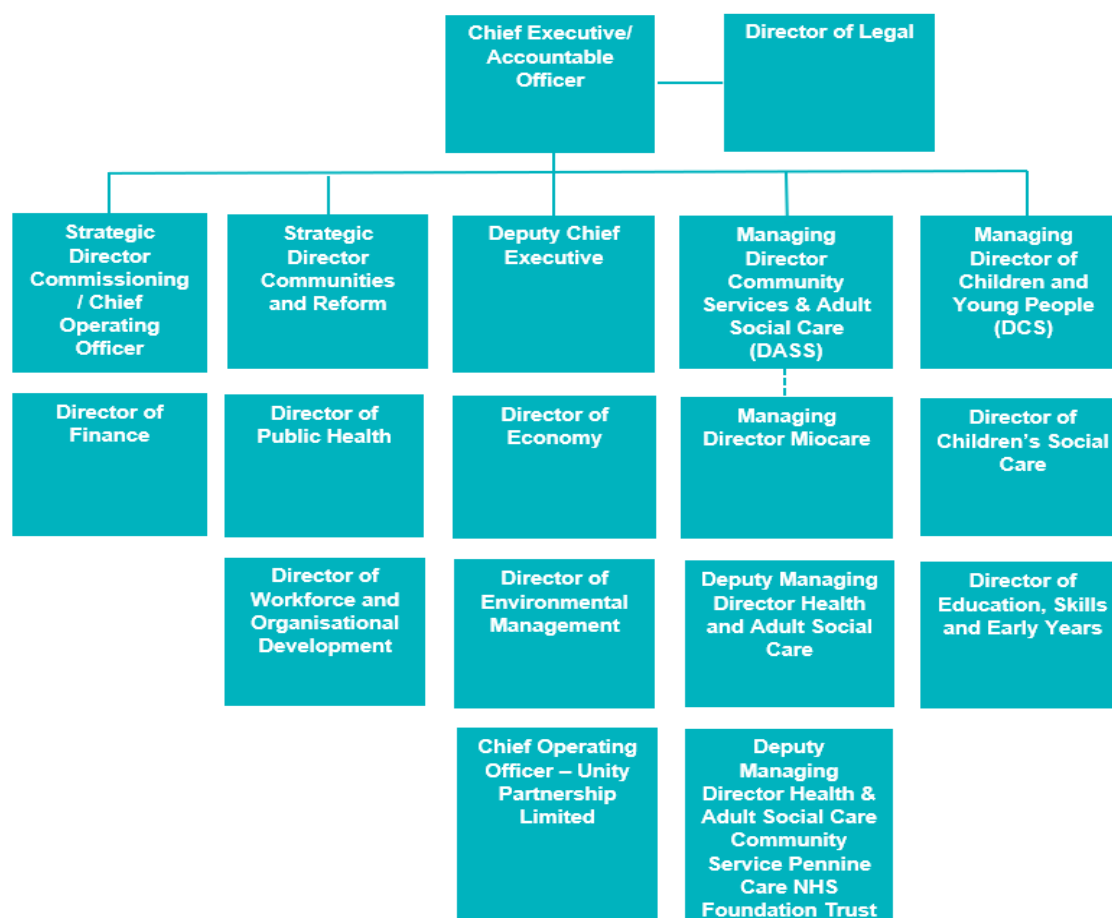 Chief Executive/
Accountable
Officer
Director of Legal
Strategic
Director
Commissioning
/ Chief
Operating
Officer
Strategic
Director
Communities
and Reform
Deputy Chief
Executive
Managing
Director
Community
Services & Adult
Social Care
(DASS)
Managing
Director of
Children and
Young People
(DCS)
Director of
Finance
Director of
Public Health
Director of
Economy
Managing
Director Miocare
Director of
Children’s Social
Care
Director of
Workforce and
Organisational
Development
Director of
Environmental
Management
Deputy Managing
Director Health
and Adult Social
Care
Director of
Education, Skills
and Early Years
Chief Operating
Officer – Unity
Partnership
Limited
Deputy
Managing
Director Health &
Adult Social Care
Community
Service Pennine
Care NHS
Foundation Trust